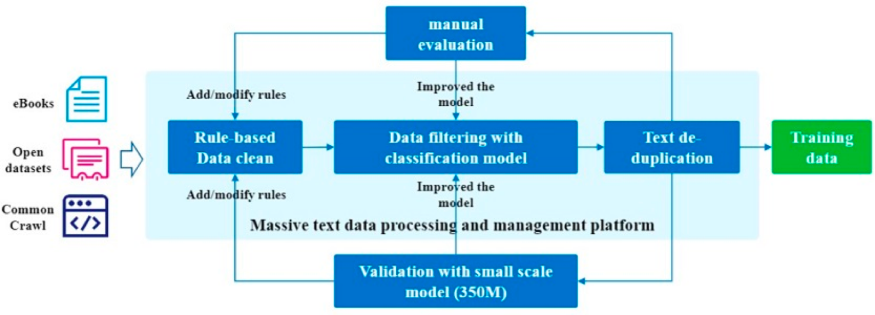 manual
evaluation
Add/modify rules
Improved the
model
eBooks
Open
datasets
Common
Crawl
Rule-based
Data clean
Data filtering with
classification model
Text de-
duplication
Training
data
Add/modify rules
Improved the
model
Massive text data processing and management platform
Validation with small scale
model (350M)